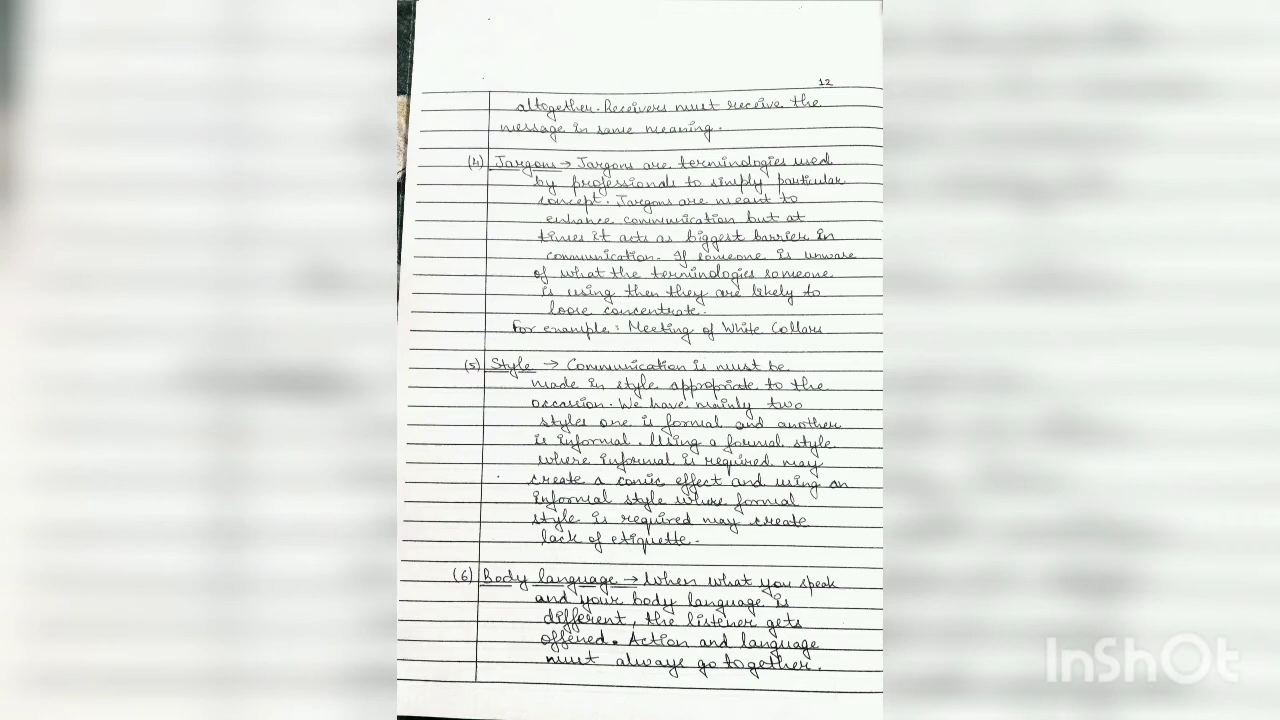 12
altogether. Receivers must receive the
message in same meaning.
(4) Jargons → Jargons are terminologies used
by professionals to simply particular
concept. Jargons are meant to
enhance communication but at
times it acts as biggest barrier in
communication. If someone is unware
of what the terminologies someone
is using then they are likely to
loose concentrate.
For example: Meeting of White Collars
(5) Style → Communication is must be
made in style appropriate to the
occassion. We have mainly two
styles one is formal and another
is informal. Using a formal style
where informal is required may
create a comic effect and using an
informal style where formal
style is required may create
lack of etiquette.
(6) Body language → When what you speak
and your body language is
different, the listener gets
offened. Action and language
must always go together.
InShOt